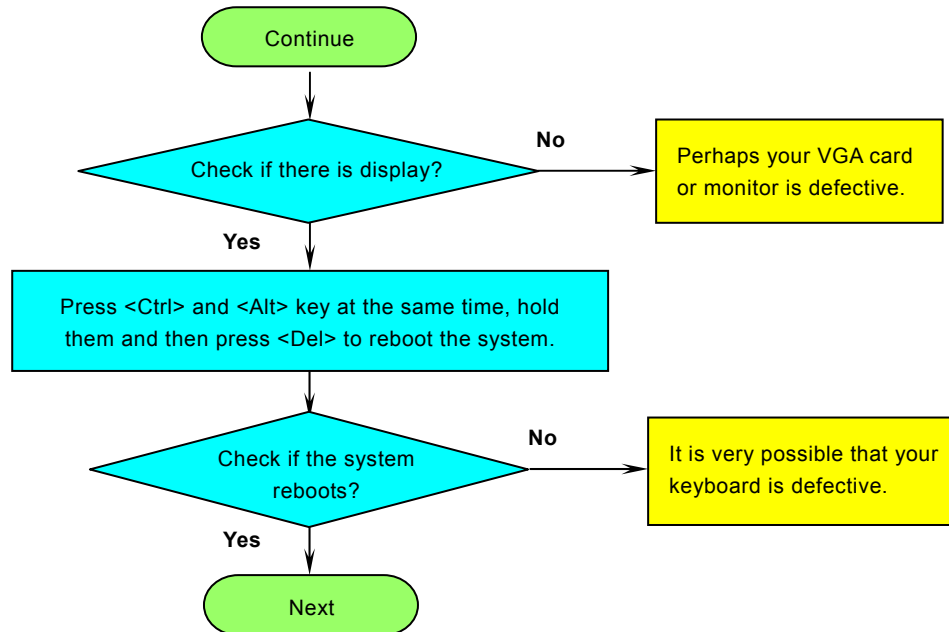 Continue
Check if there is display?
No
Perhaps your VGA card
or monitor is defective.
Yes
Press <Ctrl> and <Alt> key at the same time, hold
them and then press <Del> to reboot the system.
Check if the system
reboots?
No
It is very possible that your
keyboard is defective.
Yes
Next